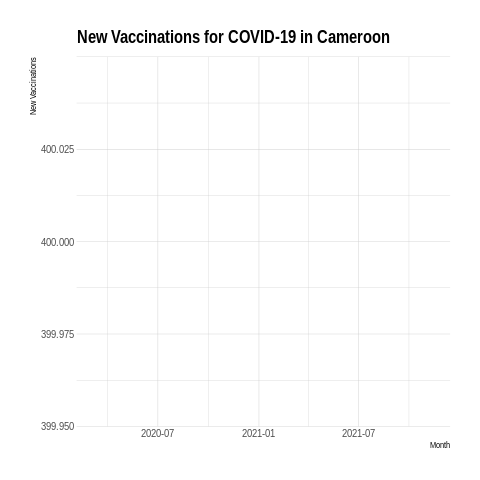 New Vaccinations for COVID-19 in Cameroon
New Vaccinations
400.025
400.000
399.975
399.950
2020-07 2021-01 2021-07
Month